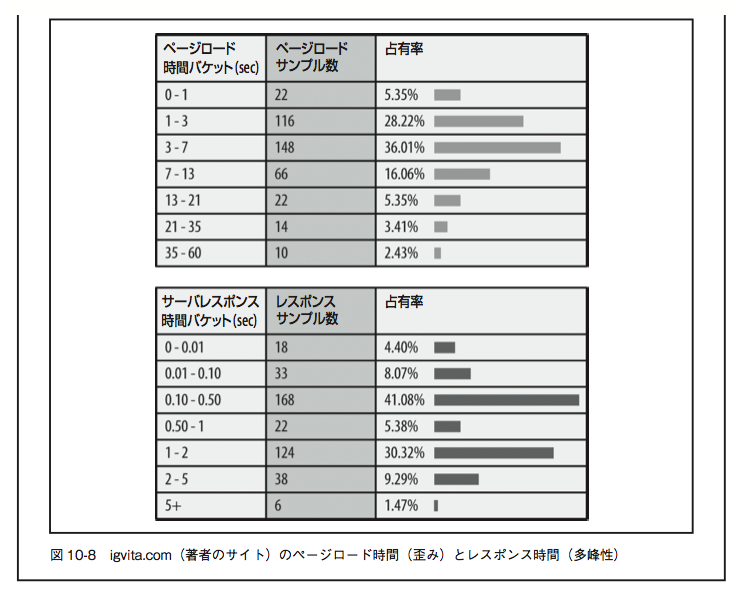 ページロード
時間バケット(sec)
ページロード
サンプル数
占有率
0 - 1 22 5.35%
1 - 3 116 28.22%
3 - 7 148 36.01%
7 - 13 66 16.06%
13 - 21 22 5.35%
21 - 35 14 3.41%
35 - 60 10 2.43%
サーバレスポンス
時間バケット(sec)
レスポンス
サンプル数
占有率
0 - 0.01 18 4.40%
0.01 - 0.10 33 8.07%
0.10 - 0.50 168 41.08%
0.50 - 1 22 5.38%
1 - 2 124 30.32%
2 - 5 38 9.29%
5+ 6 1.47%
図 10-8 igvita.com(著者のサイト)のページロード時間(歪み)とレスポンス時間(多峰性)